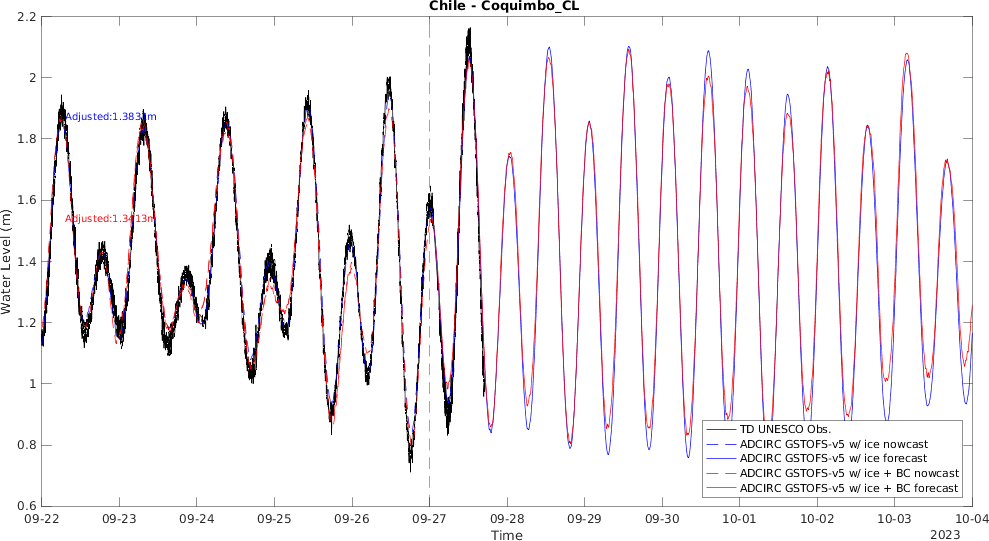 Chile - Coquimbo_CL
2.2
2
1.8
1.6
1.4
1.2
1
0.8
0.6
Water Level (m)
Adjusted:1.383
Adjusted:1.3413m
TD UNESCO Obs.
ADCIRC GSTOFS-v5 w/ ice nowcast
ADCIRC GSTOFS-v5 w/ ice forecast
ADCIRC GSTOFS-v5 w/ ice + BC nowcast
ADCIRC GSTOFS-v5 w/ ice + BC forecast
09-22 09-23 09-24 09-25 09-26 09-27 09-28 09-29 09-30 10-01 10-02 10-03 10-04
Time
2023